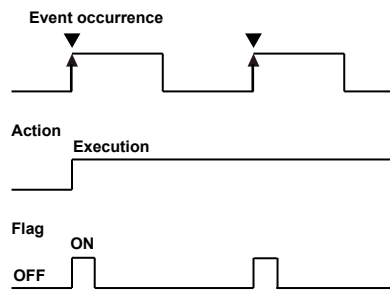 Event occurrence
Action
Execution
Flag
ON
OFF